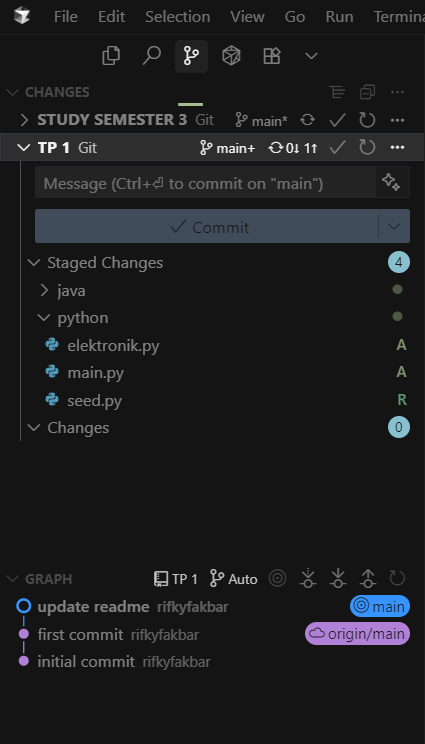 File Edit Selection View Go Run Termina
CHANGES
STUDY SEMESTER 3 Git main*
TP 1 Git main+ 0↓ 1↑
Message (Ctrl+⏎ to commit on "main")
Commit
Staged Changes 4
java
python
elektronik.py A
main.py A
seed.py R
Changes 0
GRAPH TP 1 Auto
update readme rifkyfakbar main
first commit rifkyfakbar origin/main
initial commit rifkyfakbar